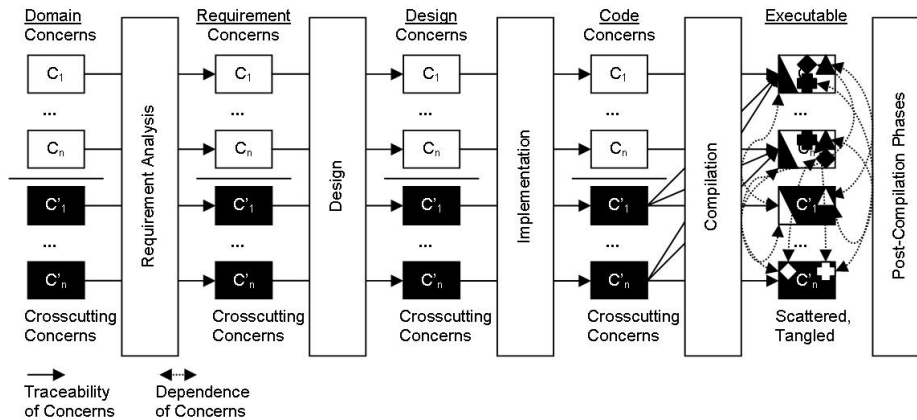 Domain
Concerns
Requirement
Concerns
Design
Concerns
Code
Concerns
Executable
C1
C1
C1
C1
...
...
...
...
...
Cn
Cn
Cn
Cn
C'1
C'1
C'1
C'1
C'1
...
...
...
...
...
C'n
C'n
C'n
C'n
C'n
Crosscutting
Concerns
Crosscutting
Concerns
Crosscutting
Concerns
Crosscutting
Concerns
Scattered,
Tangled
Requirement Analysis
Design
Implementation
Compilation
Post-Compilation Phases
Traceability
of Concerns
Dependence
of Concerns